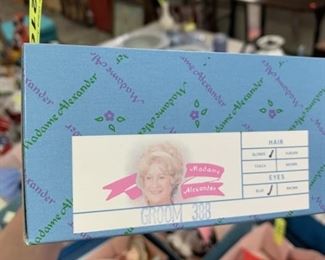 Madame Alexander
Madame Alexander
Madame Alexander
Madame Alexander
Madame
Alexander
GROOM 388
HAIR
BLONDE
AUBURN
BLACK
BROWN
EYES
BLUE
BROWN